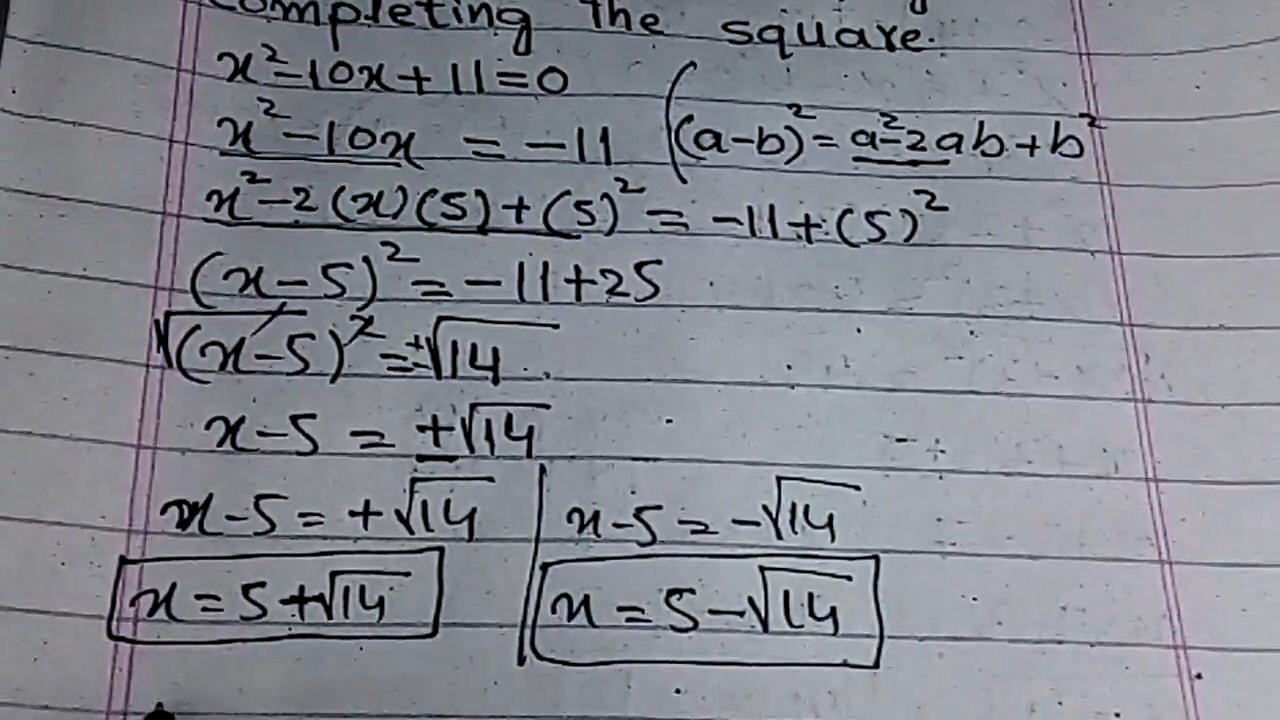 completing the square.
x²-10x+11=0
x²-10x = -11 ((a-b)²= a²-2ab+b²
x²-2(x)(5)+(5)²= -11+(5)²
(x-5)²= -11+25
√(x-5)²=±√14
x-5 = ±√14
x-5=+√14 | x-5=-√14
x=5+√14 x=5-√14